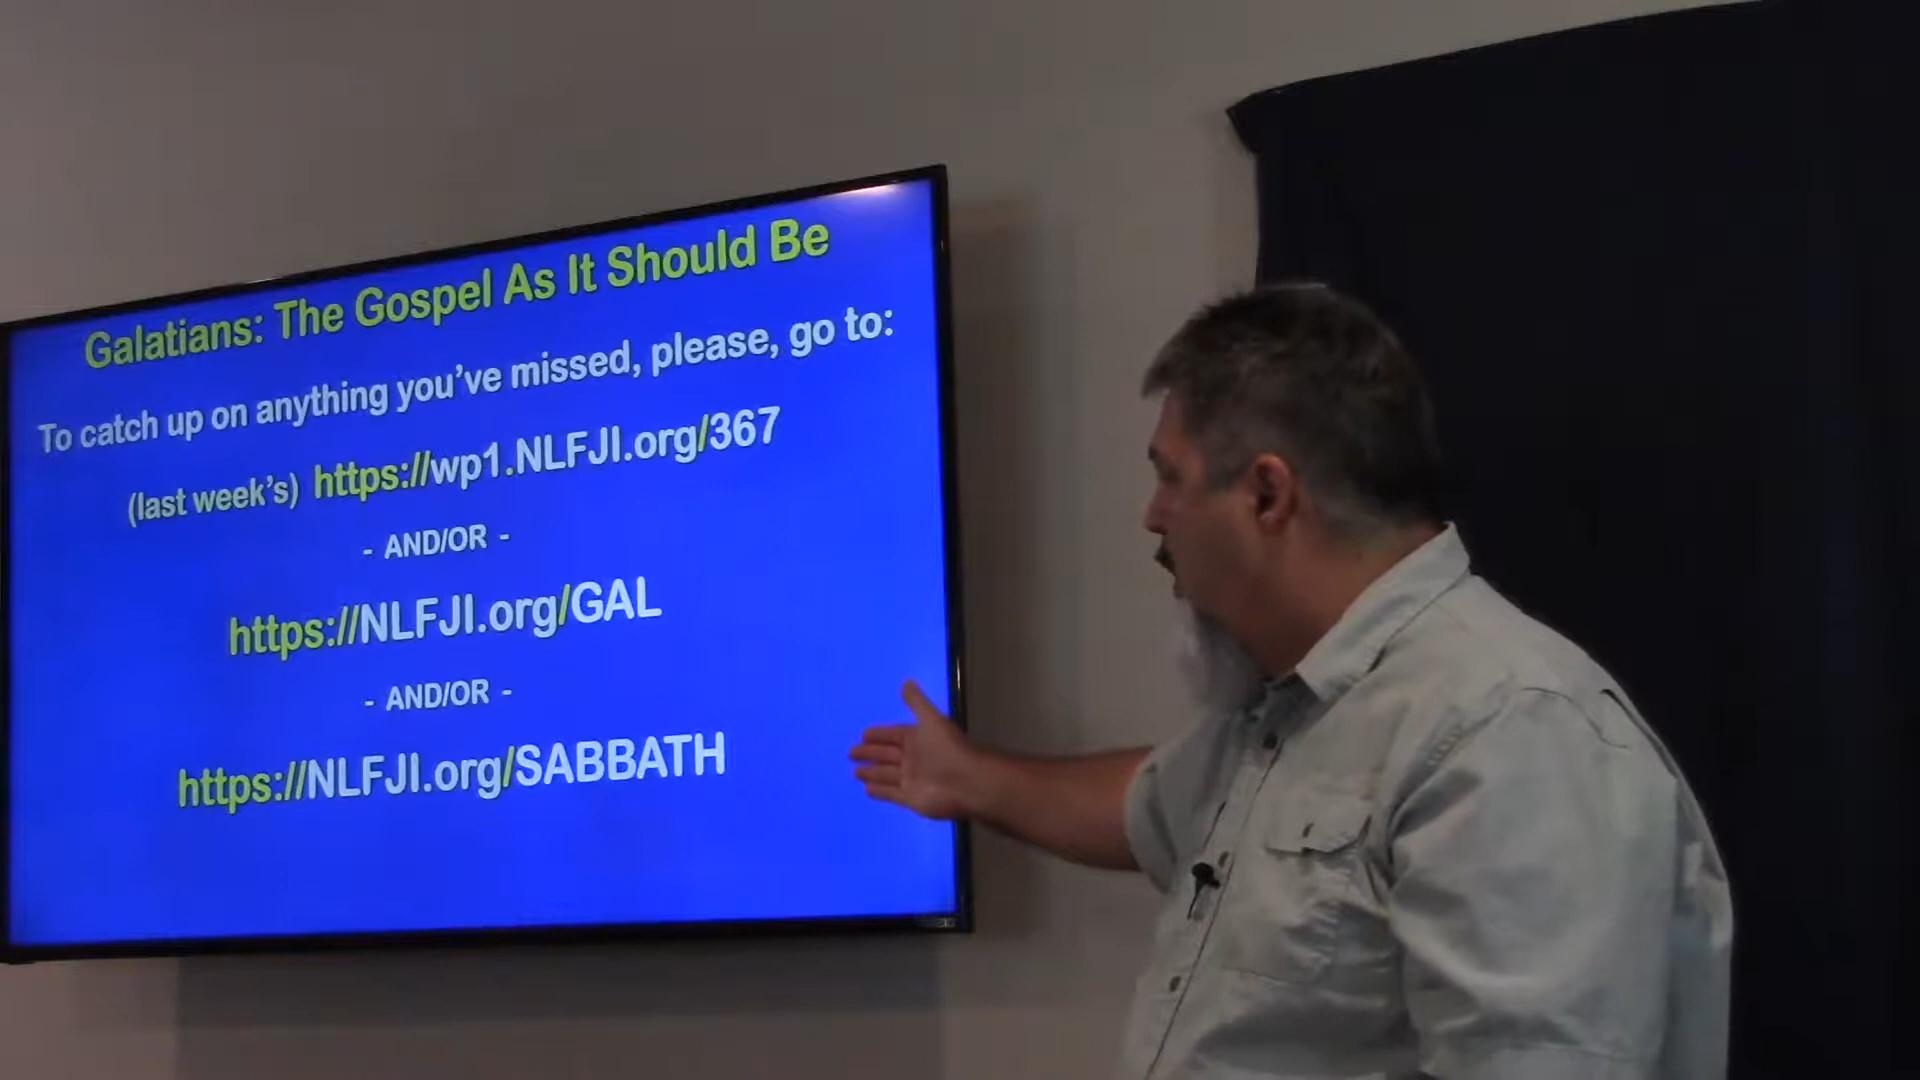 Galatians: The Gospel As It Should Be
To catch up on anything you've missed, please, go to:
(last week's) https://wp1.NLFJI.org/367
- AND/OR -
https://NLFJI.org/GAL
- AND/OR -
https://NLFJI.org/SABBATH